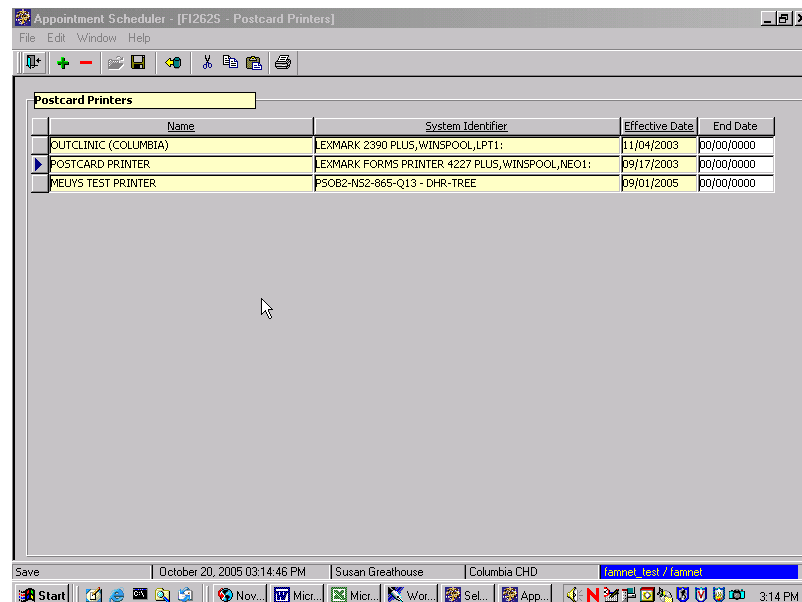 Appointment Scheduler - [FI262S - Postcard Printers]
File Edit Window Help
Postcard Printers
Name System Identifier Effective Date End Date
OUTCLINIC (COLUMBIA) LEXMARK 2390 PLUS,WINSPOOL,LPT1: 11/04/2003 00/00/0000
POSTCARD PRINTER LEXMARK FORMS PRINTER 4227 PLUS,WINSPOOL,NEO1: 09/17/2003 00/00/0000
MEUYS TEST PRINTER PSOB2-NS2-865-Q13 - DHR-TREE 09/01/2005 00/00/0000
Save October 20, 2005 03:14:46 PM Susan Greathouse Columbia CHD famnet_test / famnet
Start Nov... Micr... Micr... Wor... Sel... App... N 3:14 PM